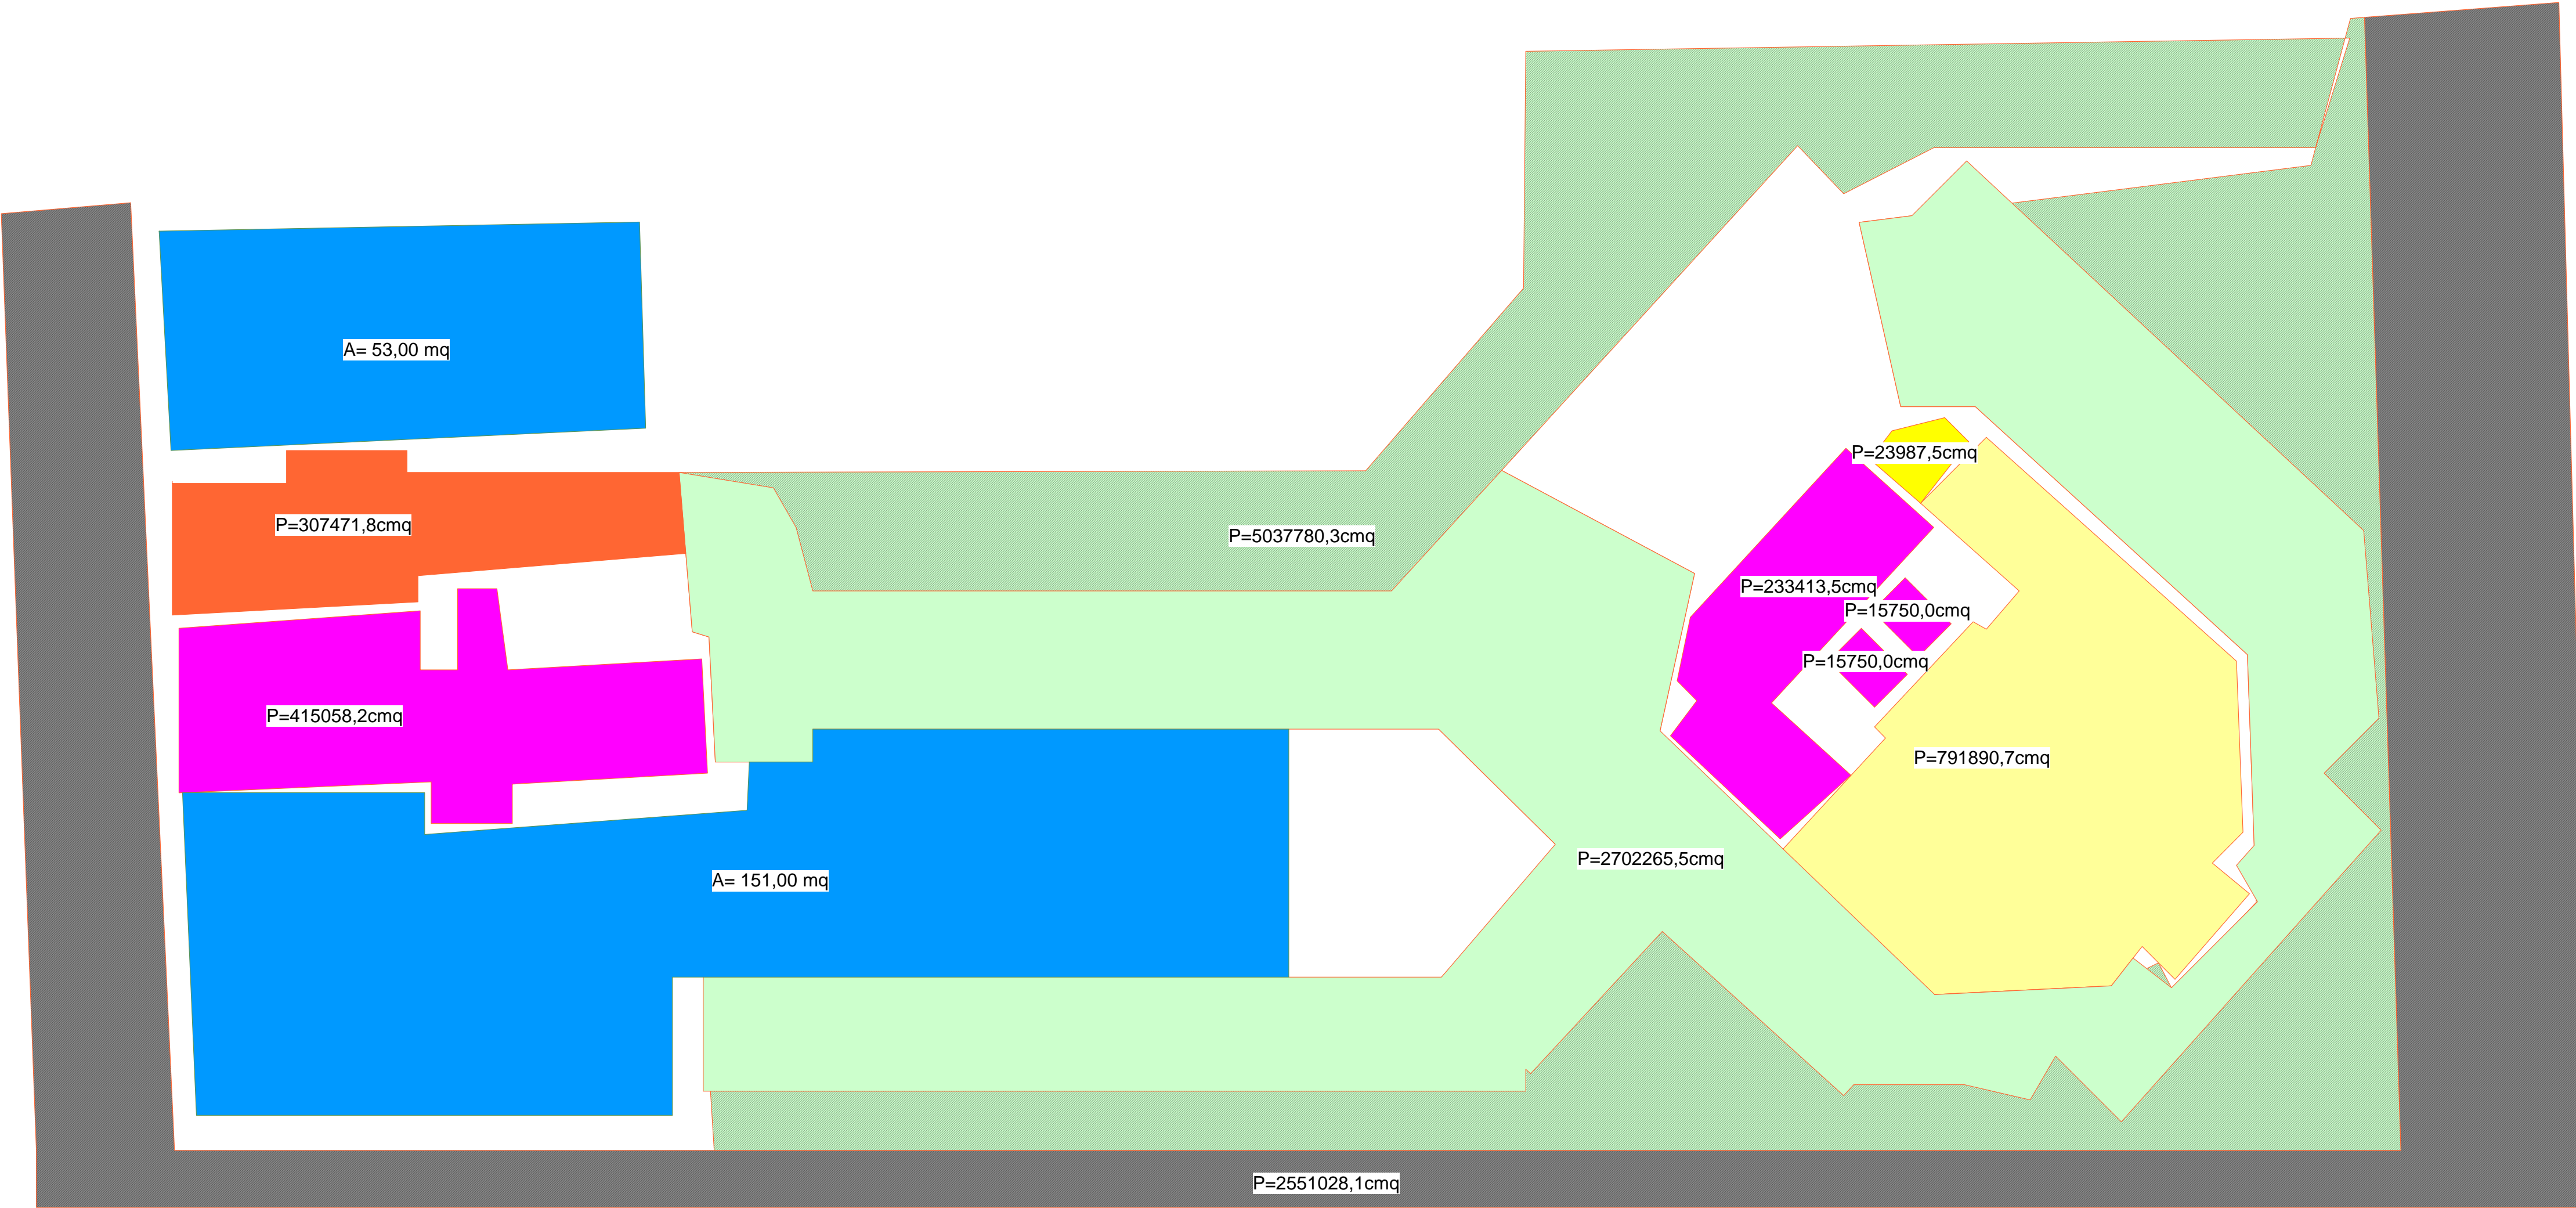 A= 53,00 mq
P=23987,5cmq
P=307471,8cmq
P=5037780,3cmq
P=233413,5cmq
P=15750,0cmq
P=15750,0cmq
P=415058,2cmq
P=791890,7cmq
P=2702265,5cmq
A= 151,00 mq
P=2551028,1cmq